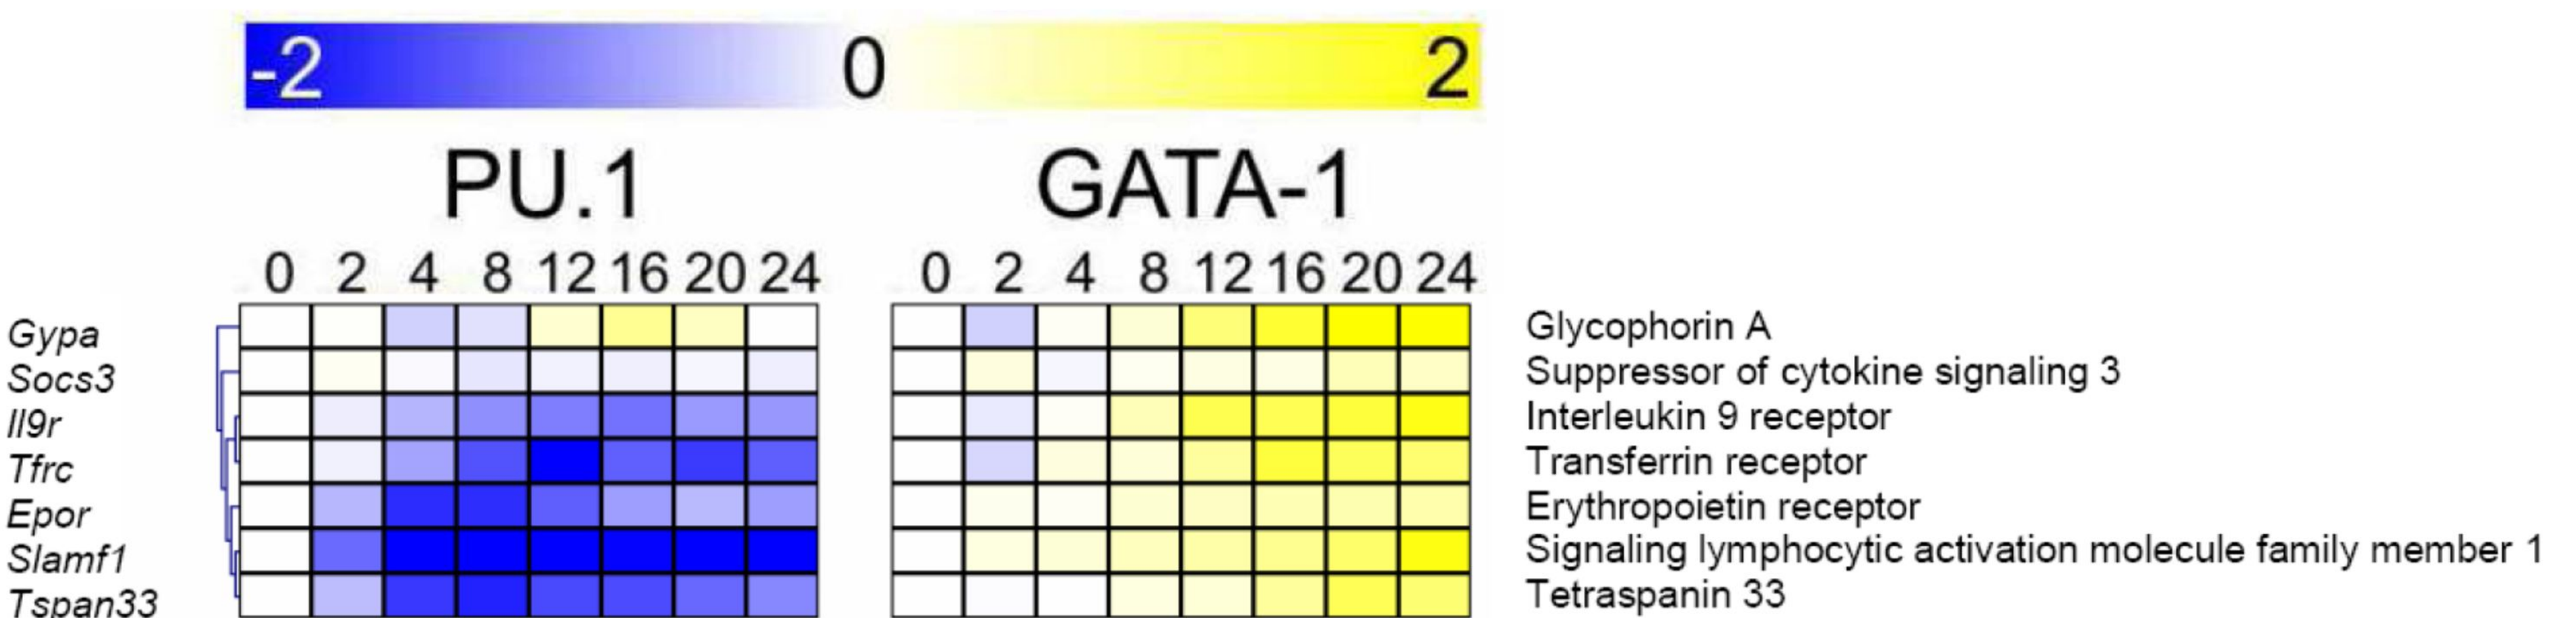 -2 0 2
PU.1 GATA-1
0 2 4 8 12 16 20 24 0 2 4 8 12 16 20 24
Gypa Glycophorin A
Socs3 Suppressor of cytokine signaling 3
Il9r Interleukin 9 receptor
Tfrc Transferrin receptor
Epor Erythropoietin receptor
Slamf1 Signaling lymphocytic activation molecule family member 1
Tspan33 Tetraspanin 33